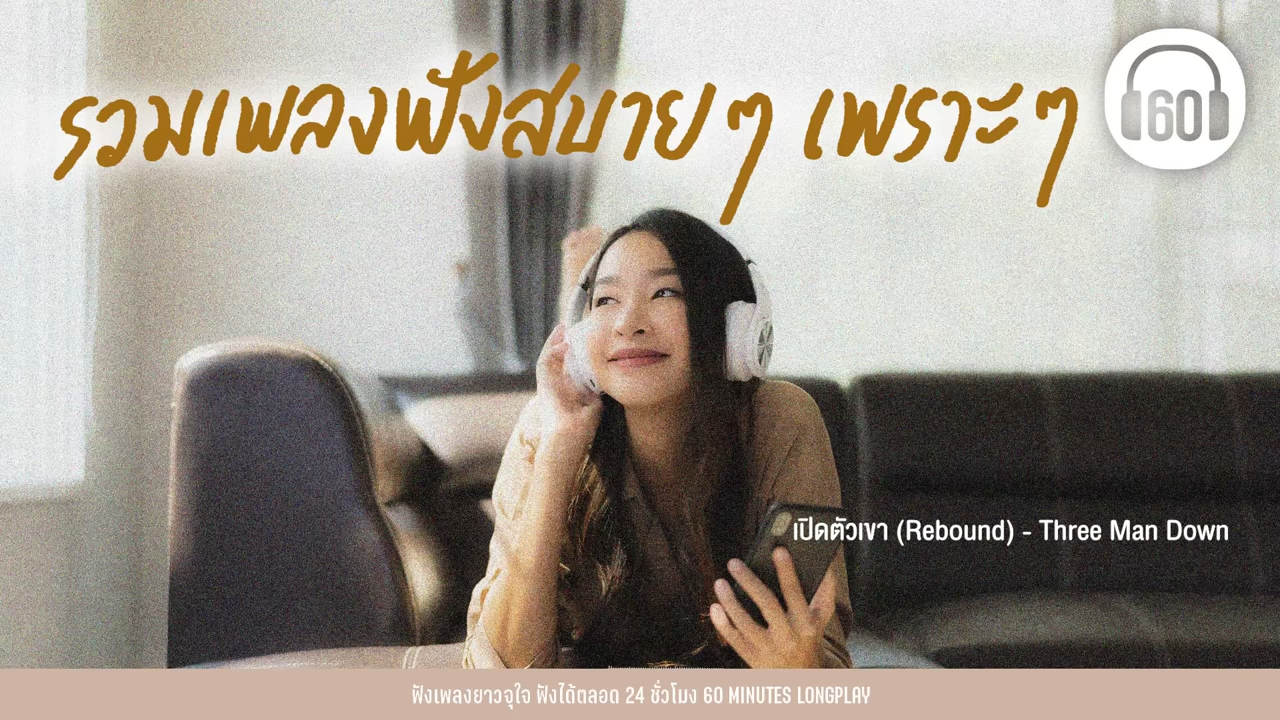 รวมเพลงฟังสบายๆ เพราะๆ
60
เปิดตัวเขา (Rebound) - Three Man Down
ฟังเพลงยาวจุใจ ฟังได้ตลอด 24 ชั่วโมง 60 MINUTES LONGPLAY